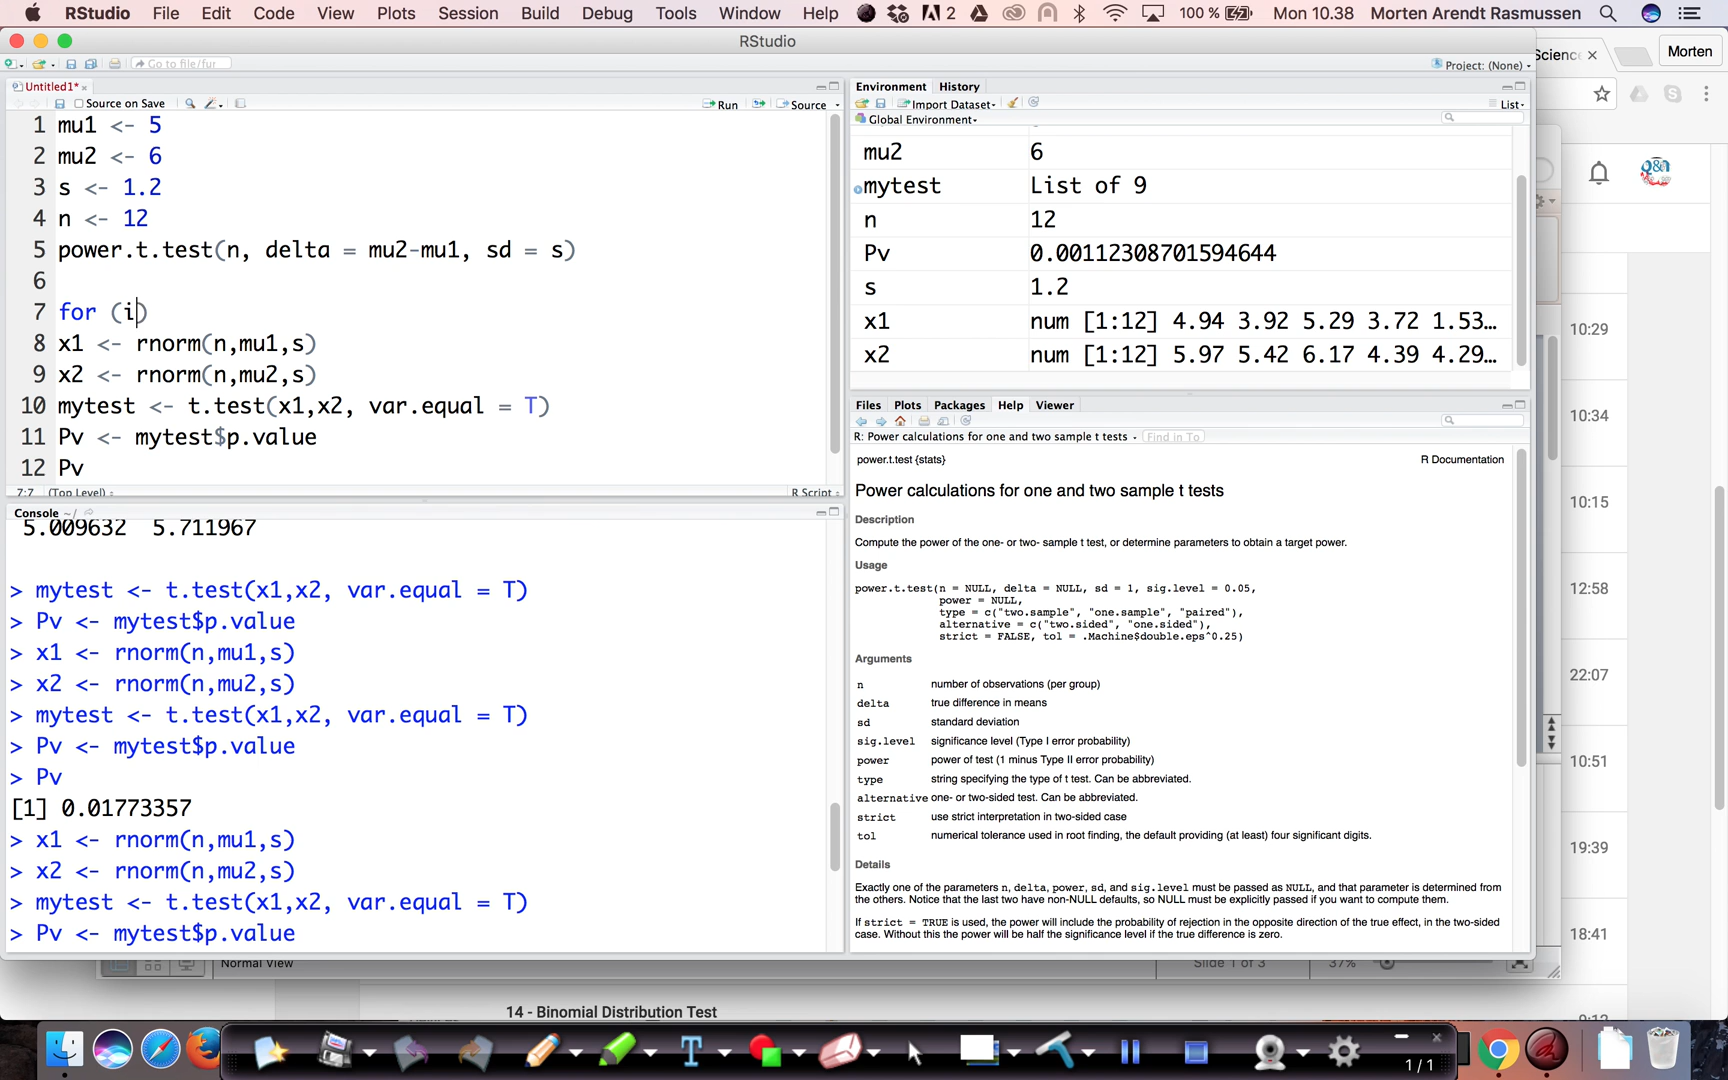 RStudio File Edit Code View Plots Session Build Debug Tools Window Help 2 100 % Mon 10.38 Morten Arendt Rasmussen
RStudio
Science Morten
Go to file/fun Project: (None)
Untitled1*
Source on Save Run Source
1 mu1 <- 5
2 mu2 <- 6
3 s <- 1.2
4 n <- 12
5 power.t.test(n, delta = mu2-mu1, sd = s)
6
7 for (i)
8 x1 <- rnorm(n,mu1,s)
9 x2 <- rnorm(n,mu2,s)
10 mytest <- t.test(x1,x2, var.equal = T)
11 Pv <- mytest$p.value
12 Pv
7:7 (Top Level) R Script
Console ~/
5.009632 5.711967
> mytest <- t.test(x1,x2, var.equal = T)
> Pv <- mytest$p.value
> x1 <- rnorm(n,mu1,s)
> x2 <- rnorm(n,mu2,s)
> mytest <- t.test(x1,x2, var.equal = T)
> Pv <- mytest$p.value
> Pv
[1] 0.01773357
> x1 <- rnorm(n,mu1,s)
> x2 <- rnorm(n,mu2,s)
> mytest <- t.test(x1,x2, var.equal = T)
> Pv <- mytest$p.value
Environment History
Import Dataset List
Global Environment
mu2 6
mytest List of 9
n 12
Pv 0.00112308701594644
s 1.2
x1 num [1:12] 4.94 3.92 5.29 3.72 1.53...
x2 num [1:12] 5.97 5.42 6.17 4.39 4.29...
Files Plots Packages Help Viewer
R: Power calculations for one and two sample t tests Find in To
power.t.test {stats} R Documentation
Power calculations for one and two sample t tests
Description
Compute the power of the one- or two- sample t test, or determine parameters to obtain a target power.
Usage
power.t.test(n = NULL, delta = NULL, sd = 1, sig.level = 0.05,
power = NULL,
type = c("two.sample", "one.sample", "paired"),
alternative = c("two.sided", "one.sided"),
strict = FALSE, tol = .Machine$double.eps^0.25)
Arguments
n number of observations (per group)
delta true difference in means
sd standard deviation
sig.level significance level (Type I error probability)
power power of test (1 minus Type II error probability)
type string specifying the type of t test. Can be abbreviated.
alternative one- or two-sided test. Can be abbreviated.
strict use strict interpretation in two-sided case
tol numerical tolerance used in root finding, the default providing (at least) four significant digits.
Details
Exactly one of the parameters n, delta, power, sd, and sig.level must be passed as NULL, and that parameter is determined from
the others. Notice that the last two have non-NULL defaults, so NULL must be explicitly passed if you want to compute them.
If strict = TRUE is used, the power will include the probability of rejection in the opposite direction of the true effect, in the two-sided
case. Without this the power will be half the significance level if the true difference is zero.
Q&n
10:29
10:34
10:15
12:58
22:07
10:51
19:39
18:41
Normal View Slide 1 of 3 37%
14 - Binomial Distribution Test
1 / 1